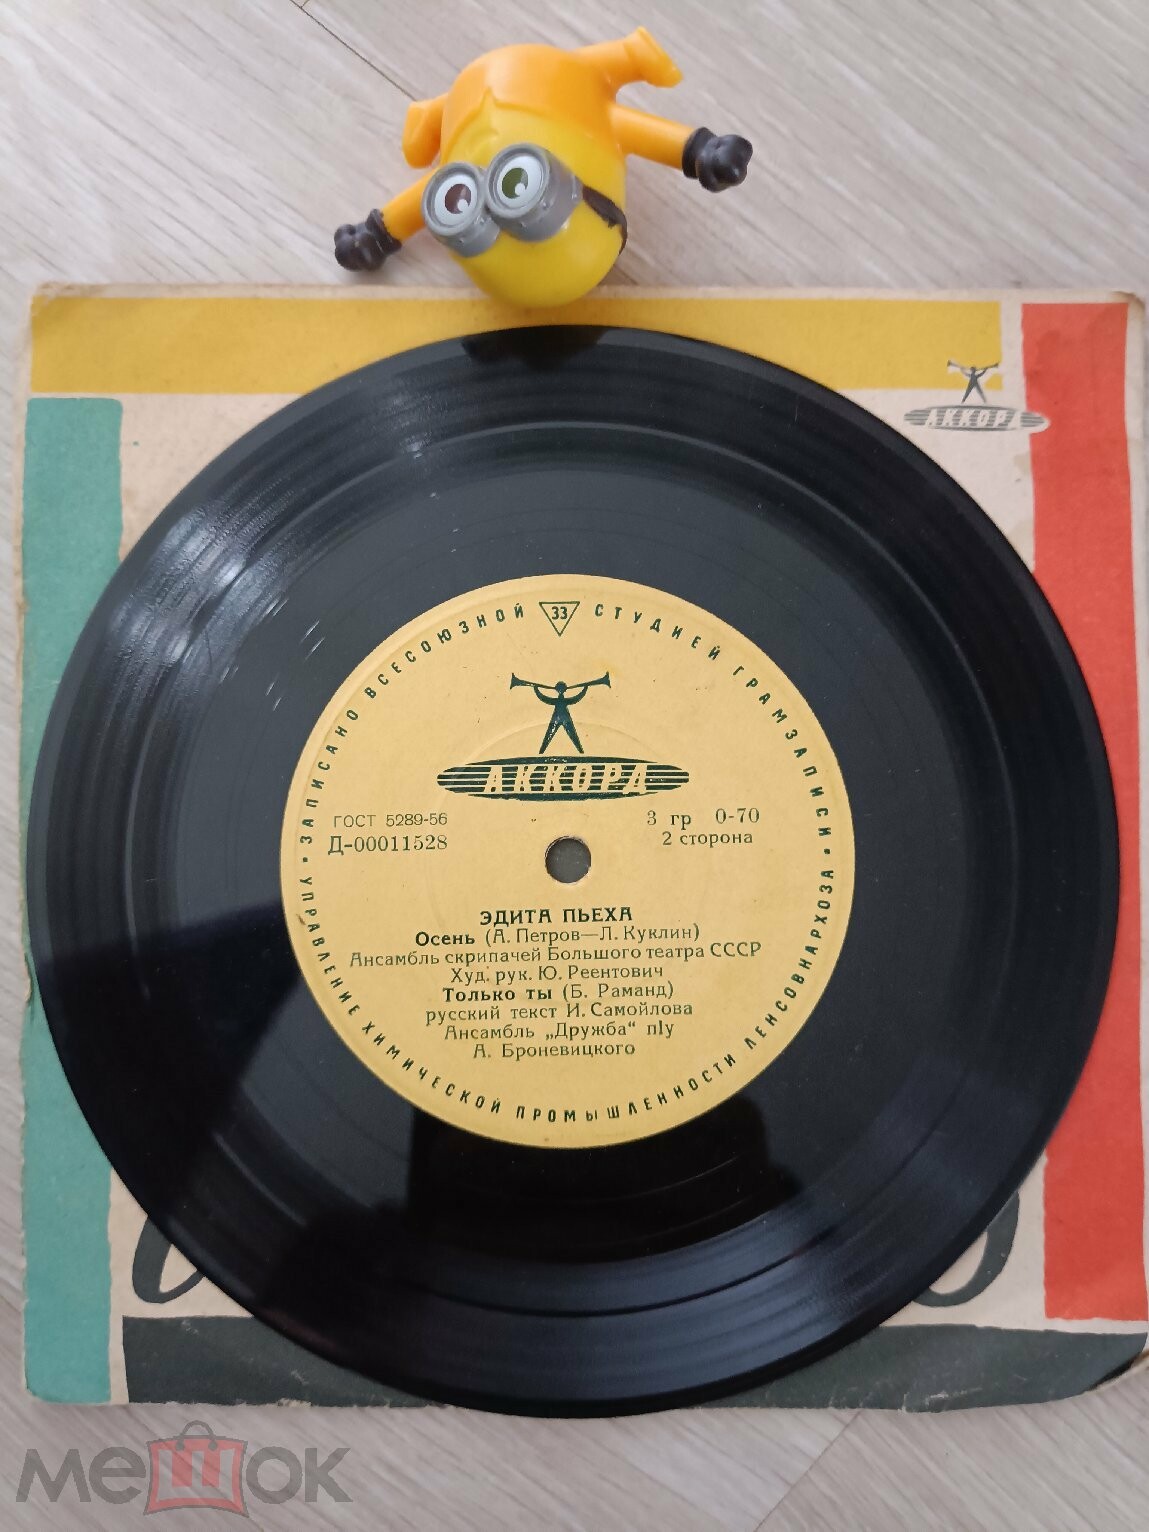 АККОРД
ЗАПИСАНО ВСЕСОЮЗНОЙ 33 СТУДИЕЙ ГРАМЗАПИСИ
АККОРД
ГОСТ 5289-56
Д-00011528
3 гр 0-70
2 сторона
ЭДИТА ПЬЕХА
Осень (А. Петров—Л. Куклин)
Ансамбль скрипачей Большого театра СССР
Худ. рук. Ю. Реентович
Только ты (Б. Раманд)
русский текст И. Самойлова
Ансамбль „Дружба“ п/у
А. Броневицкого
УПРАВЛЕНИЕ ХИМИЧЕСКОЙ ПРОМЫШЛЕННОСТИ ЛЕНСОВНАРХОЗА
мешок